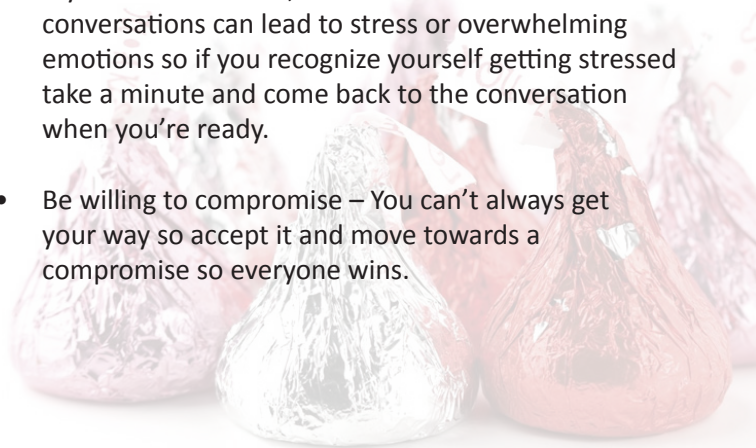 conversations can lead to stress or overwhelming
emotions so if you recognize yourself getting stressed
take a minute and come back to the conversation
when you’re ready.
• Be willing to compromise – You can’t always get
your way so accept it and move towards a
compromise so everyone wins.